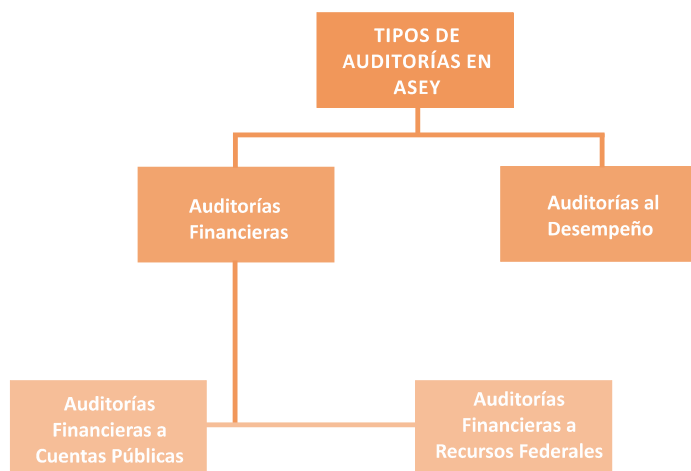 TIPOS DE
AUDITORÍAS EN
ASEY
Auditorías
Financieras
Auditorías al
Desempeño
Auditorías
Financieras a
Cuentas Públicas
Auditorías
Financieras a
Recursos Federales